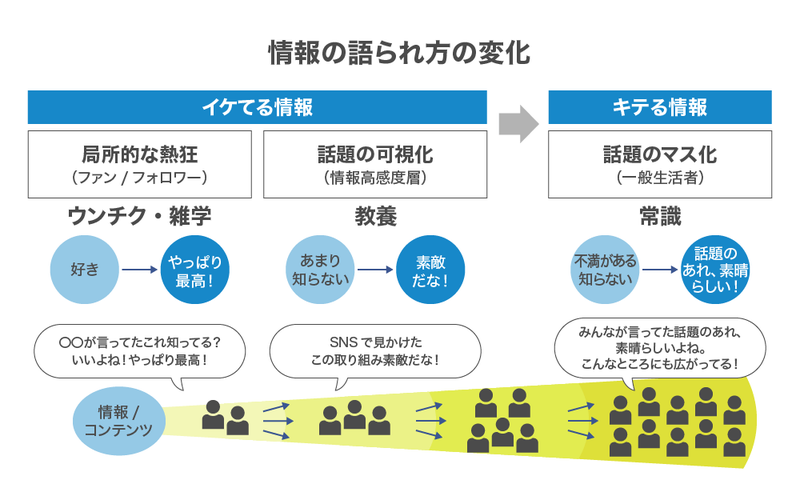 情報の語られ方の変化
イケてる情報
キテる情報
局所的な熱狂
（ファン / フォロワー）
話題の可視化
（情報高感度層）
話題のマス化
（一般生活者）
ウンチク・雑学
教養
常識
好き
やっぱり
最高！
あまり
知らない
素敵
だな！
不満がある
知らない
話題の
あれ、素晴
らしい！
〇〇が言ってたこれ知ってる？
いいよね！やっぱり最高！
SNSで見かけた
この取り組み素敵だな！
みんなが言ってた話題のあれ、
素晴らしいよね。
こんなところにも広がってる！
情報 /
コンテンツ